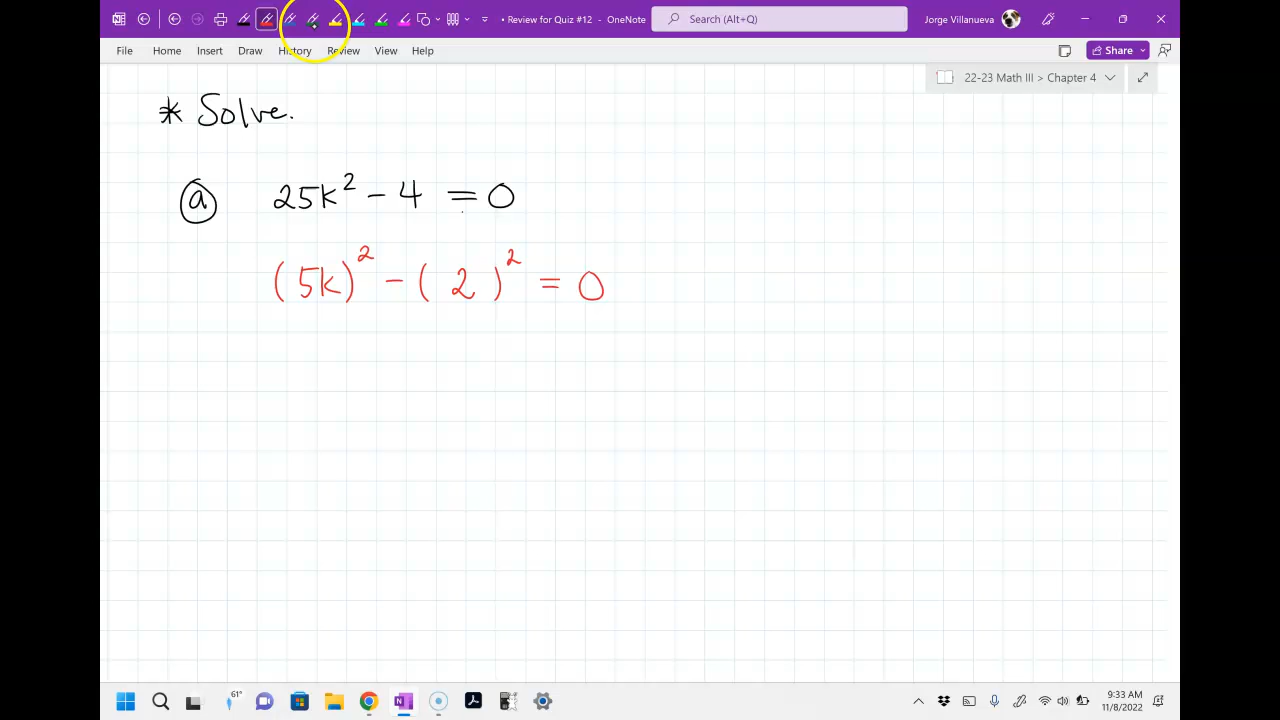 Review for Quiz #12 - OneNote
Search (Alt+Q)
Jorge Villanueva
File Home Insert Draw History Review View Help
Share
22-23 Math III > Chapter 4
* Solve.
ⓐ 25k² - 4 = 0
(5k)² - (2)² = 0
61°
9:33 AM
11/8/2022